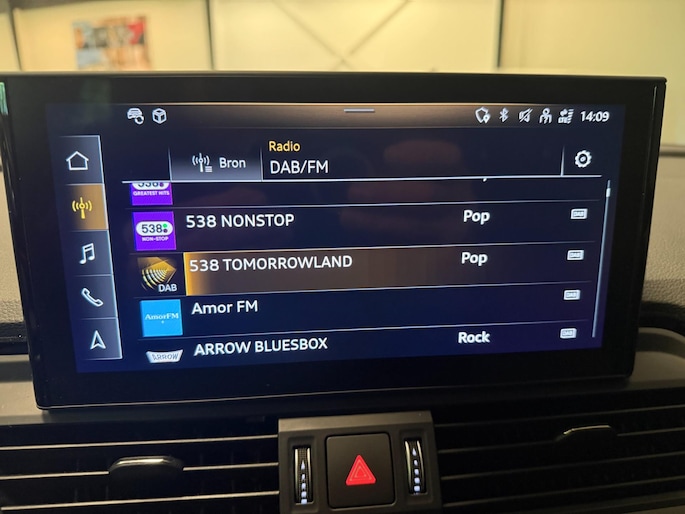 14:09
Bron
Radio
DAB/FM
538
GREATEST HITS
538 NONSTOP Pop
538
NON-STOP
538 TOMORROWLAND Pop
DAB
Amor FM
AmorFM
ARROW BLUESBOX Rock
ARROW